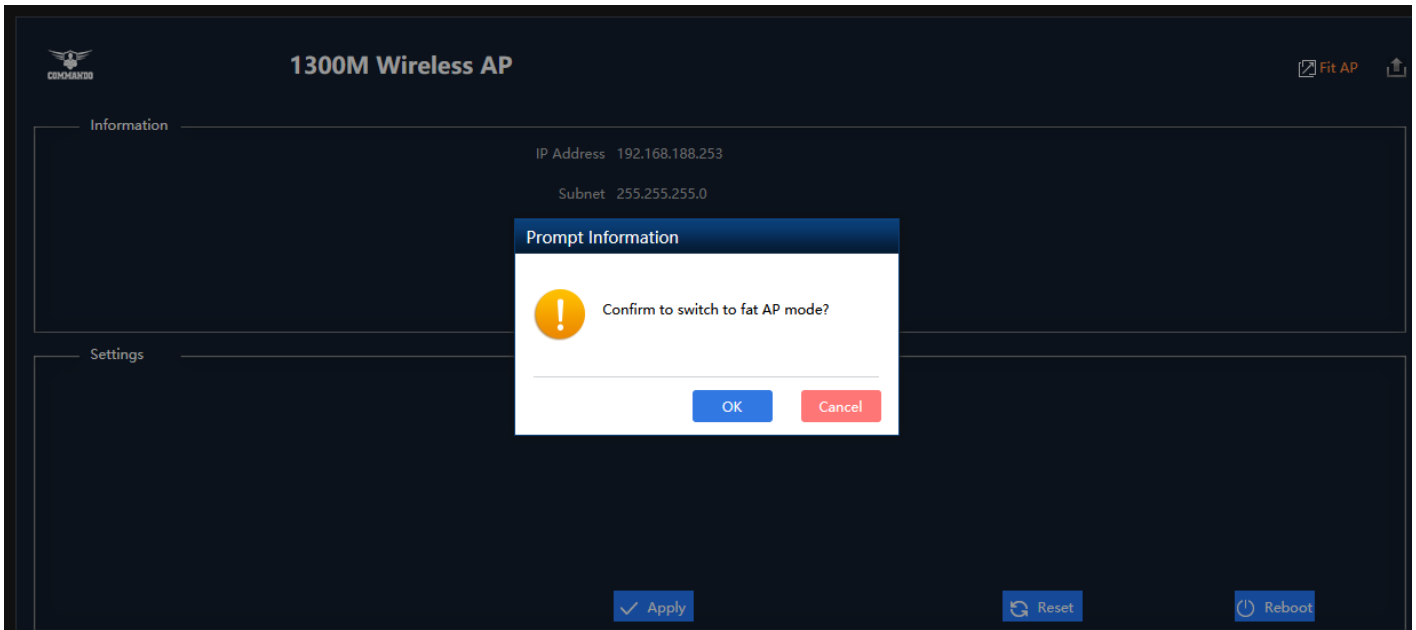 COMMANDO
1300M Wireless AP
Fit AP
Information
IP Address 192.168.188.253
Subnet 255.255.255.0
Prompt Information
Confirm to switch to fat AP mode?
OK Cancel
Settings
Apply Reset Reboot